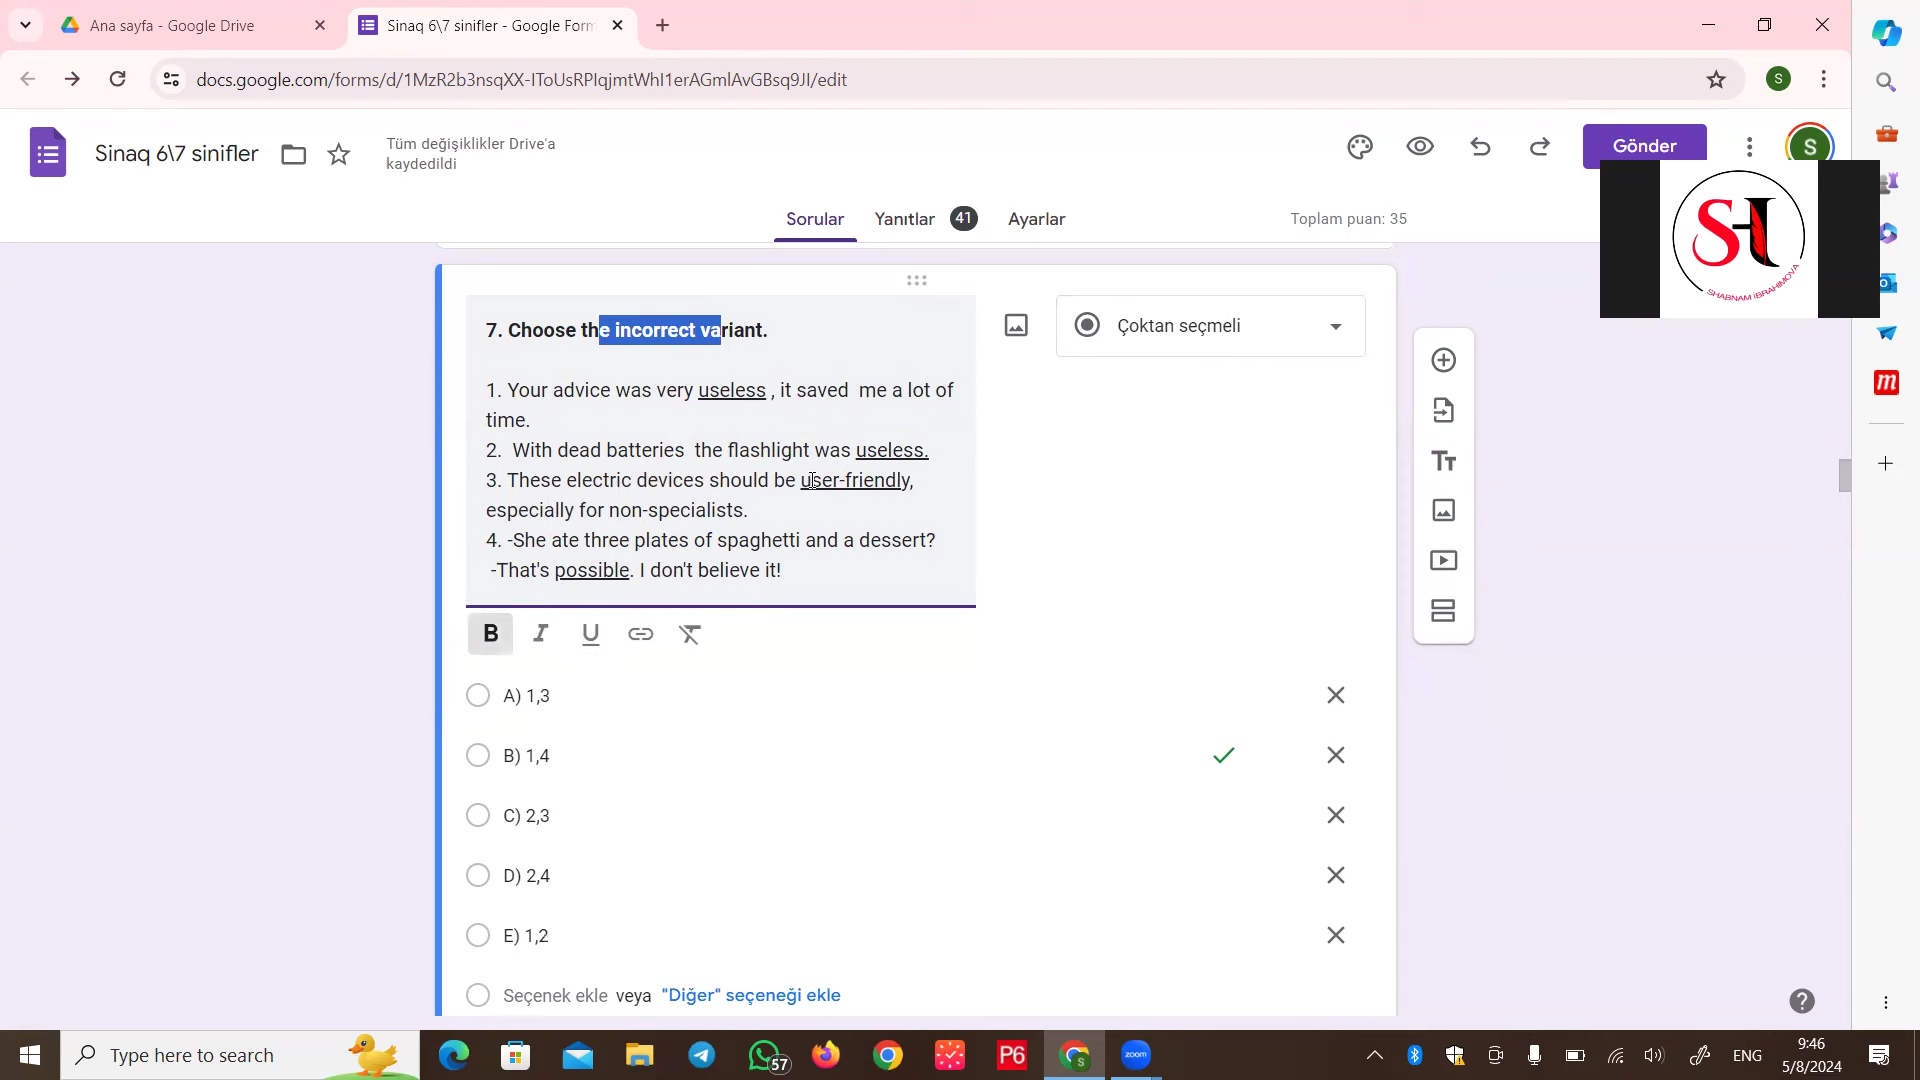 Ana sayfa - Google Drive
Sinaq 6\7 sinifler - Google Form
docs.google.com/forms/d/1MzR2b3nsqXX-IToUsRPIqjmtWhI1erAGmlAvGBsq9JI/edit
S
Sinaq 6\7 sinifler
Tüm değişiklikler Drive'a
kaydedildi
Gönder
S
Sorular
Yanıtlar 41
Ayarlar
Toplam puan: 35
SHABNAM İBRAHIMOVA
7. Choose the incorrect variant.
Çoktan seçmeli
1. Your advice was very useless , it saved  me a lot of
time.
2.  With dead batteries  the flashlight was useless.
3. These electric devices should be user-friendly,
especially for non-specialists.
4. -She ate three plates of spaghetti and a dessert?
-That's possible. I don't believe it!
B I U
A) 1,3
B) 1,4
C) 2,3
D) 2,4
E) 1,2
Seçenek ekle veya "Diğer" seçeneği ekle
Type here to search
57
P6
zoom
ENG
9:46
5/8/2024